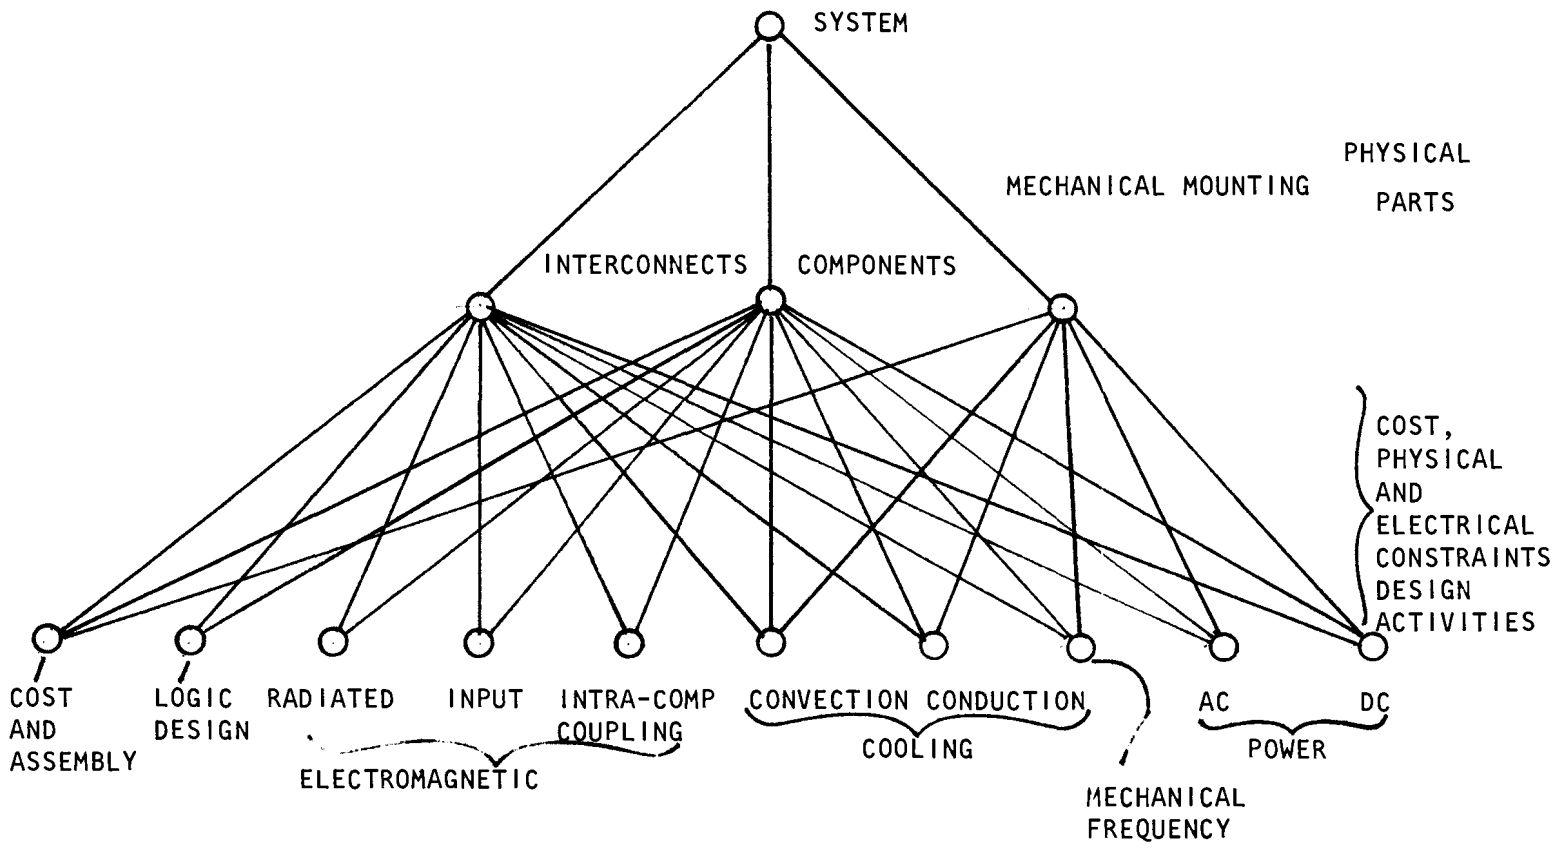 SYSTEM
PHYSICAL
PARTS
MECHANICAL MOUNTING
INTERCONNECTS
COMPONENTS
COST,
PHYSICAL
AND
ELECTRICAL
CONSTRAINTS
DESIGN
ACTIVITIES
COST
AND
ASSEMBLY
LOGIC
DESIGN
RADIATED
INPUT
INTRA-COMP
COUPLING
ELECTROMAGNETIC
CONVECTION CONDUCTION
COOLING
MECHANICAL
FREQUENCY
AC
DC
POWER